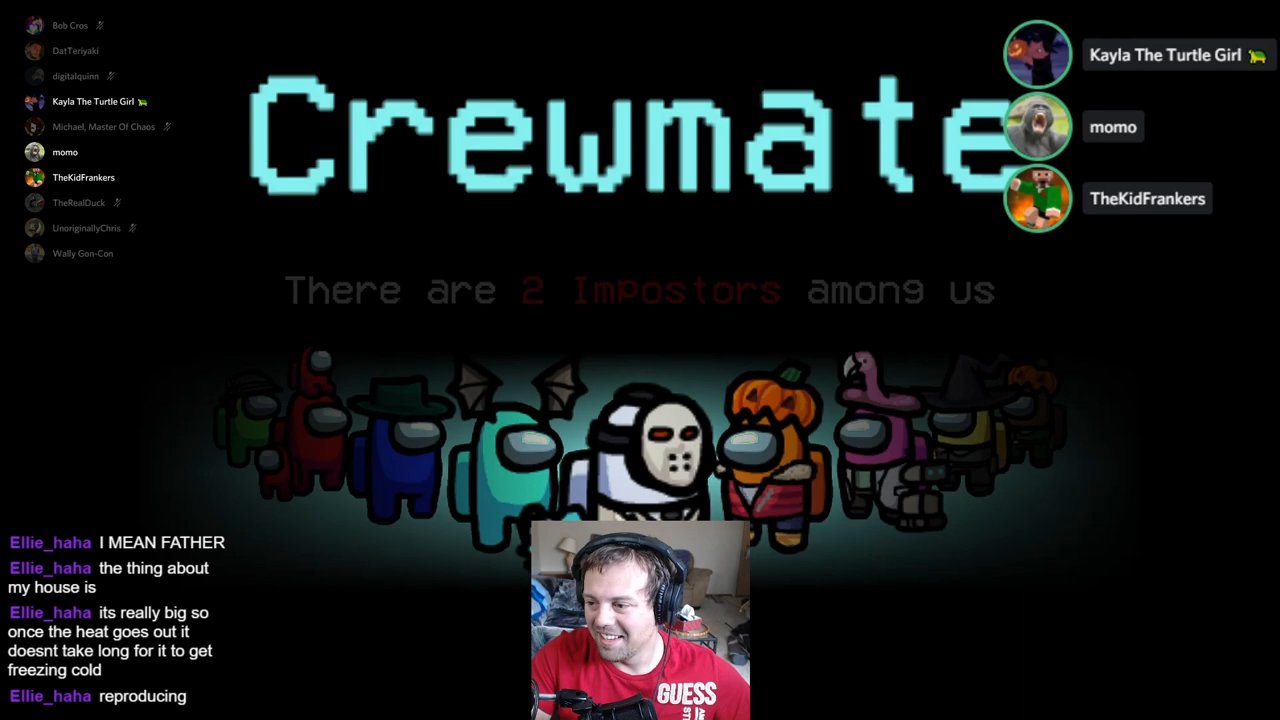 Bob Cros
DatTeriyaki
digitalquinn
Kayla The Turtle Girl 🐢
Michael, Master Of Chaos
momo
TheKidFrankers
TheRealDuck
UnoriginallyChris
Wally Gon-Con
Crewmate
Kayla The Turtle Girl 🐢
momo
TheKidFrankers
There are 2 Impostors among us
Ellie_haha I MEAN FATHER
Ellie_haha the thing about
my house is
Ellie_haha its really big so
once the heat goes out it
doesnt take long for it to get
freezing cold
Ellie_haha reproducing
GUESS